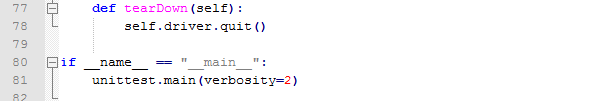 77 def tearDown(self):
78 self.driver.quit()
79
80 if __name__ == "__main__":
81 unittest.main(verbosity=2)
82